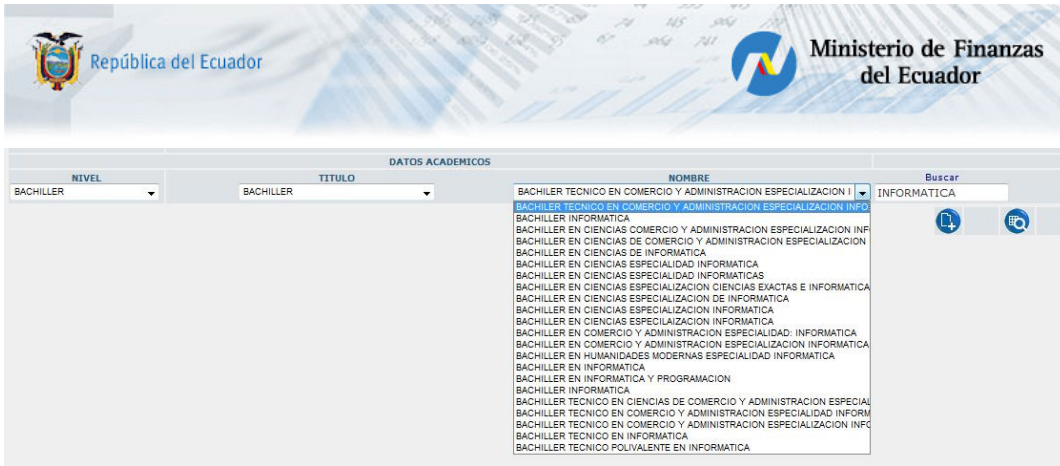 República del Ecuador
Ministerio de Finanzas
del Ecuador
DATOS ACADEMICOS
NIVEL TITULO NOMBRE Buscar
BACHILLER BACHILLER BACHILER TECNICO EN COMERCIO Y ADMINISTRACION ESPECIALIZACION I INFORMATICA
BACHILER TECNICO EN COMERCIO Y ADMINISTRACION ESPECIALIZACION INFO
BACHILLER INFORMATICA
BACHILLER EN CIENCIAS COMERCIO Y ADMINISTRACION ESPECIALIZACION INF
BACHILLER EN CIENCIAS DE COMERCIO Y ADMINISTRACION ESPECIALIZACION
BACHILLER EN CIENCIAS DE INFORMATICA
BACHILLER EN CIENCIAS ESPECIALIDAD INFORMATICA
BACHILLER EN CIENCIAS ESPECIALIDAD INFORMATICAS
BACHILLER EN CIENCIAS ESPECIALIZACION CIENCIAS EXACTAS E INFORMATICA
BACHILLER EN CIENCIAS ESPECIALIZACION DE INFORMATICA
BACHILLER EN CIENCIAS ESPECIALIZACION INFORMATICA
BACHILLER EN CIENCIAS ESPECILAIZACION INFORMATICA
BACHILLER EN COMERCIO Y ADMINISTRACION ESPECIALIDAD: INFORMATICA
BACHILLER EN COMERCIO Y ADMINISTRACION ESPECIALIZACION INFORMATICA
BACHILLER EN HUMANIDADES MODERNAS ESPECIALIDAD INFORMATICA
BACHILLER EN INFORMATICA
BACHILLER EN INFORMATICA Y PROGRAMACION
BACHILLER INFORMATICA
BACHILLER TECNICO EN CIENCIAS DE COMERCIO Y ADMINISTRACION ESPECIAL
BACHILLER TECNICO EN COMERCIO Y ADMINISTRACION ESPECIALIDAD INFORM
BACHILLER TECNICO EN COMERCIO Y ADMINISTRACION ESPECIALIZACION INFO
BACHILLER TECNICO EN INFORMATICA
BACHILLER TECNICO POLIVALENTE EN INFORMATICA